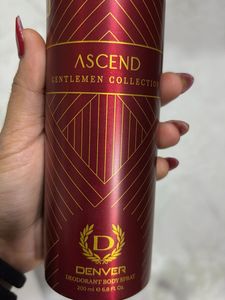 ASCEND
GENTLEMEN COLLECTION
D
DENVER
DEODORANT BODY SPRAY
200 ml e 6.8 Fl. Oz.